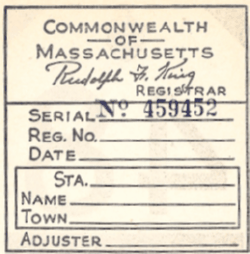 COMMONWEALTH
— OF —
MASSACHUSETTS
Rudolph F. King
REGISTRAR
SERIAL No 459452
REG. NO.
DATE
STA.
NAME
TOWN
ADJUSTER